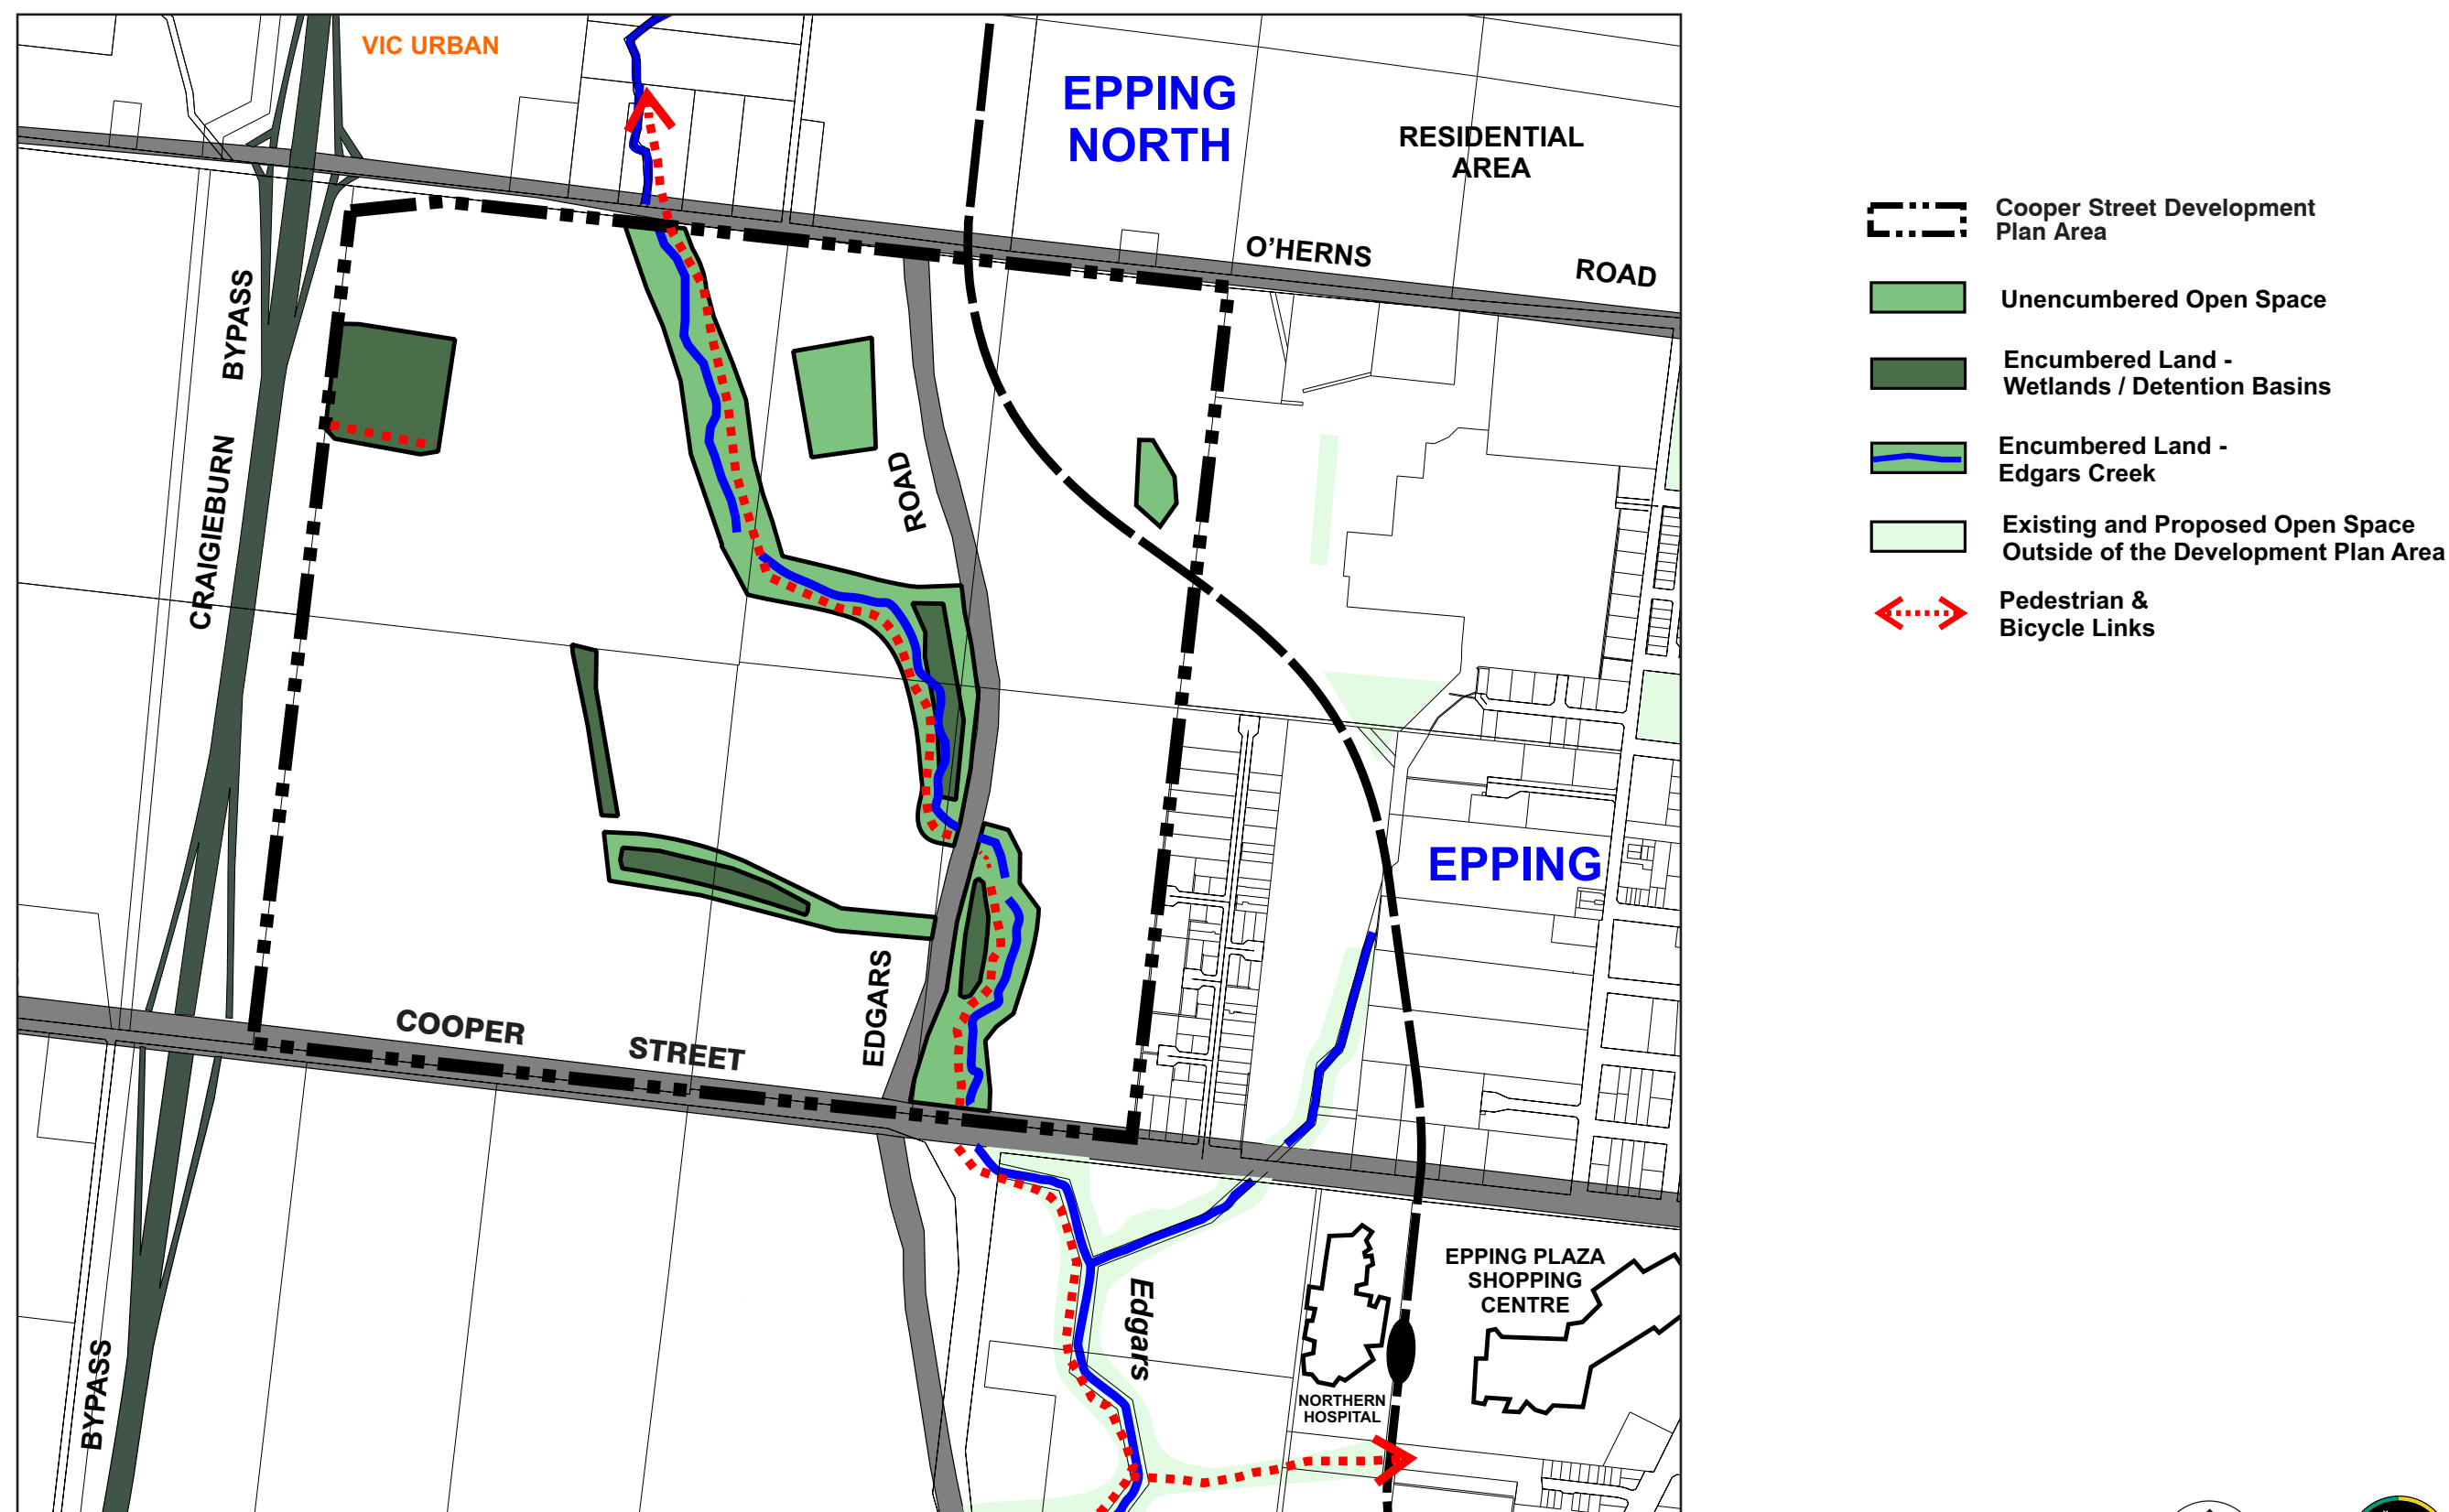 VIC URBAN
EPPING
NORTH
RESIDENTIAL
AREA
O'HERNS
ROAD
BYPASS
CRAIGIEBURN
ROAD
EDGARS
COOPER
STREET
EPPING
BYPASS
Edgars
EPPING PLAZA
SHOPPING
CENTRE
NORTHERN
HOSPITAL
Cooper Street Development
Plan Area
Unencumbered Open Space
Encumbered Land -
Wetlands / Detention Basins
Encumbered Land -
Edgars Creek
Existing and Proposed Open Space
Outside of the Development Plan Area
Pedestrian &
Bicycle Links